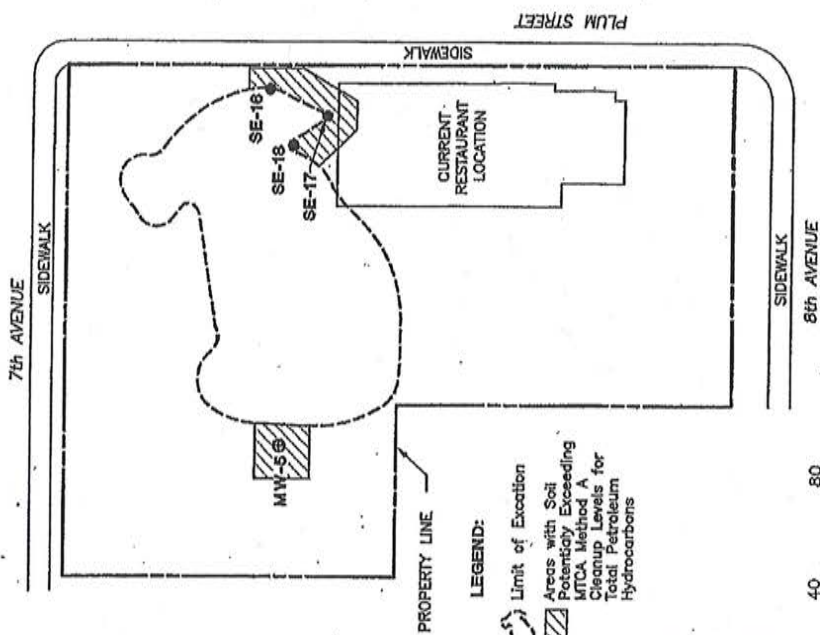 PLUM STREET
SIDEWALK
7th AVENUE
SIDEWALK
SE-16
SE-18
SE-17
CURRENT
RESTAURANT
LOCATION
MW-5
PROPERTY LINE
SIDEWALK
8th AVENUE
LEGEND:
Limit of Excation
Areas with Soil
Potentialy Exceeding
MTCA Method A
Cleanup Levels for
Total Petroleum
Hydrocarbons
40
80